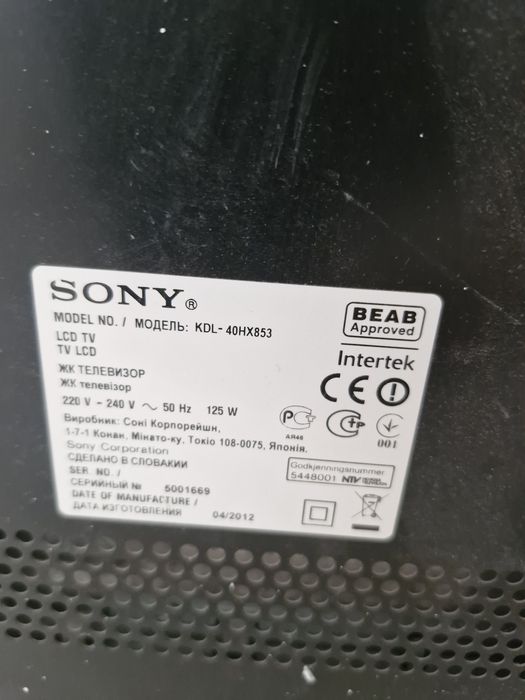 SONY®
MODEL NO. / МОДЕЛЬ: KDL-40HX853
LCD TV
TV LCD
ЖК ТЕЛЕВИЗОР
ЖК телевізор
220 V - 240 V ~ 50 Hz 125 W
Виробник: Соні Корпорейшн,
1-7-1 Конан, Мінато-ку, Токіо 108-0075, Японія.
Sony Corporation
СДЕЛАНО В СЛОВАКИИ
SER. NO. /
СЕРИЙНЫЙ № 5001669
DATE OF MANUFACTURE /
ДАТА ИЗГОТОВЛЕНИЯ 04/2012
BEAB
Approved
Intertek
CE
АЯ46
001
Godkjenningsnummer
5448001 NTV